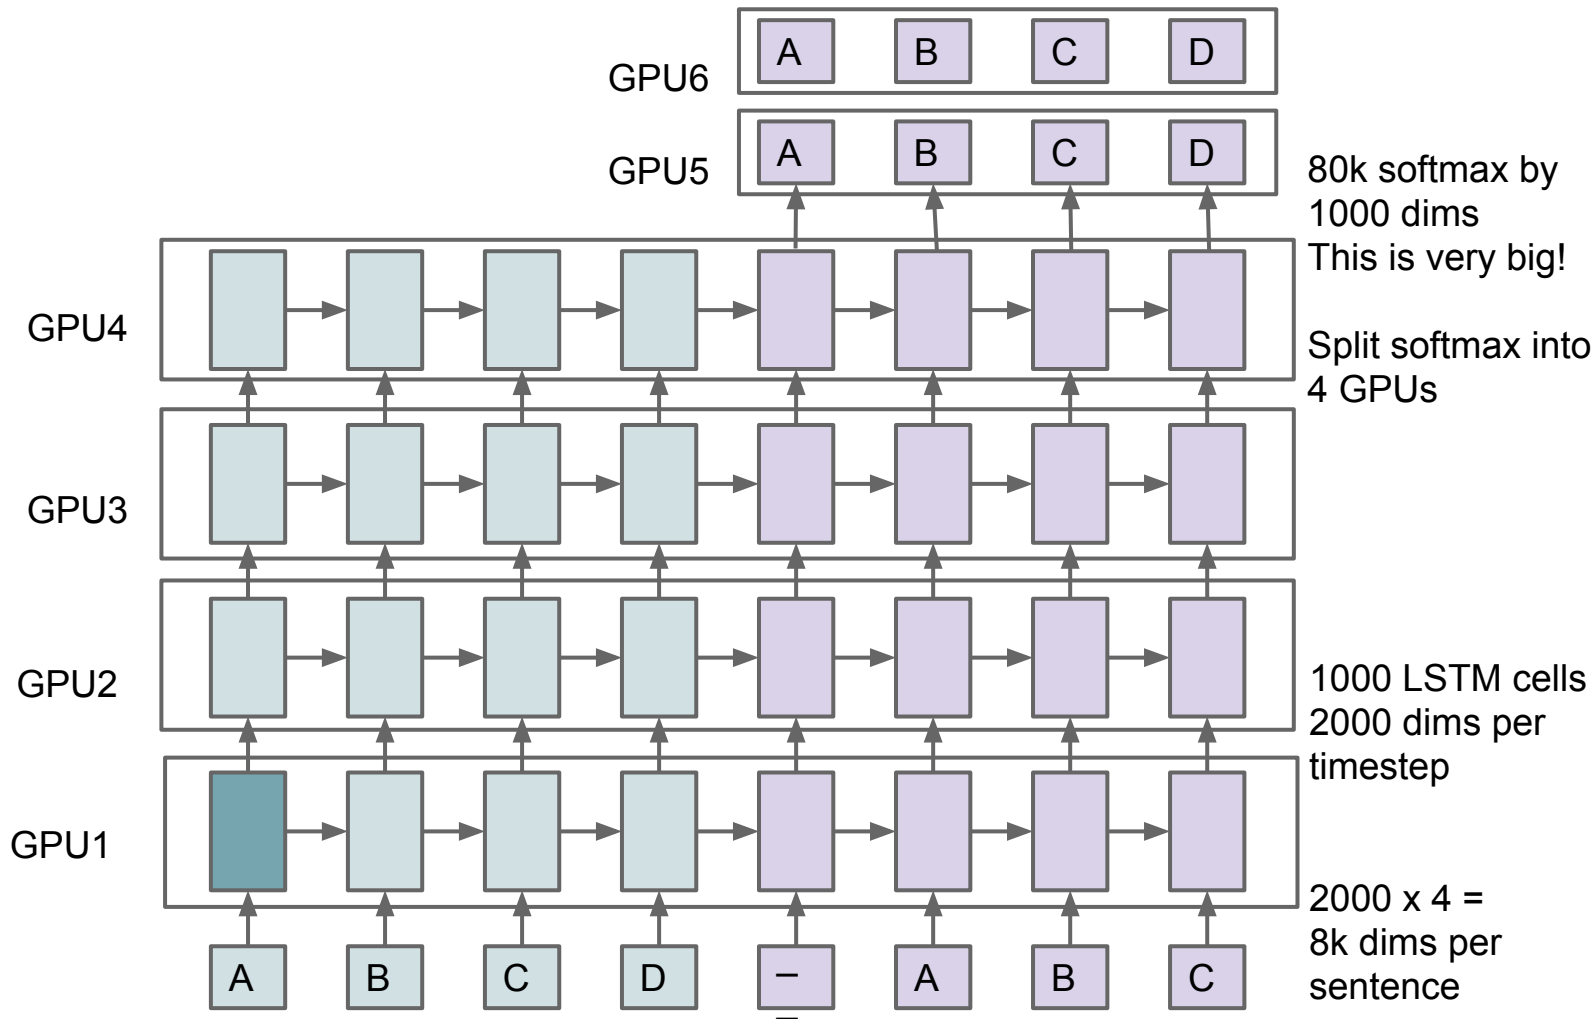 GPU6
A B C D
GPU5
A B C D
80k softmax by
1000 dims
This is very big!
GPU4
Split softmax into
4 GPUs
GPU3
GPU2
1000 LSTM cells
2000 dims per
timestep
GPU1
2000 x 4 =
8k dims per
sentence
A B C D _ A B C